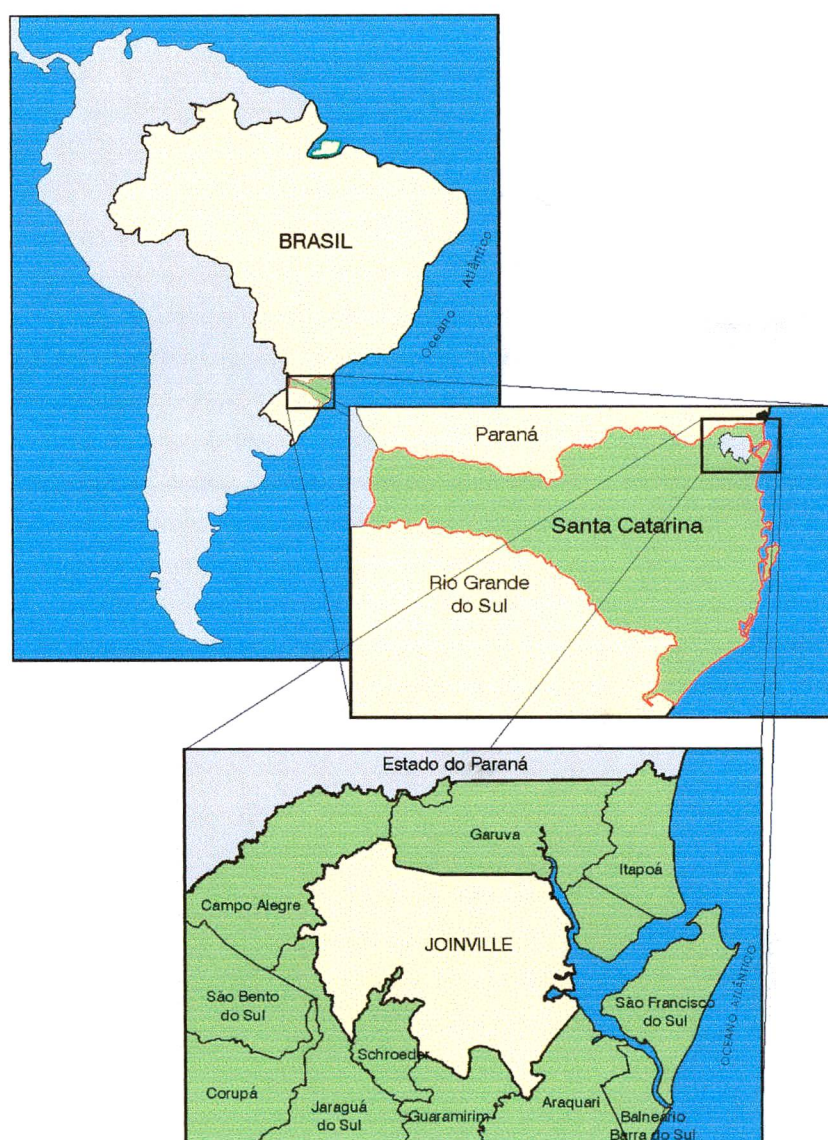 BRASIL
Oceano Atlântico
Paraná
Santa Catarina
Rio Grande
do Sul
Estado do Paraná
Garuva
Itapoá
Campo Alegre
JOINVILLE
São Bento
do Sul
São Francisco
do Sul
OCEANO ATLÂNTICO
Schroeder
Corupá
Jaraguá
do Sul
Guaramirim
Araquari
Balneário
Barra do Sul